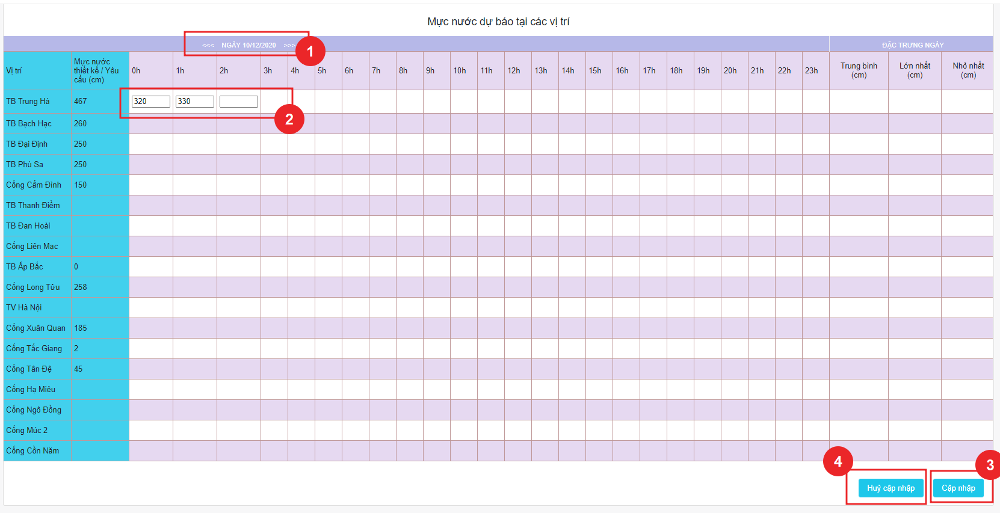 Mực nước dự báo tại các vị trí
<<< NGÀY 10/12/2020 >>>
1
ĐẶC TRƯNG NGÀY
Vị trí
Mực nước
thiết kế / Yêu
cầu (cm)
0h 1h 2h 3h 4h 5h 6h 7h 8h 9h 10h 11h 12h 13h 14h 15h 16h 17h 18h 19h 20h 21h 22h 23h
Trung bình
(cm)
Lớn nhất
(cm)
Nhỏ nhất
(cm)
TB Trung Hà 467 320 330
2
TB Bạch Hạc 260
TB Đại Định 250
TB Phù Sa 250
Cống Cẩm Đình 150
TB Thanh Điềm
TB Đan Hoài
Cống Liên Mạc
TB Ấp Bắc 0
Cống Long Tửu 258
TV Hà Nội
Cống Xuân Quan 185
Cống Tắc Giang 2
Cống Tân Đệ 45
Cống Hạ Miêu
Cống Ngô Đồng
Cống Múc 2
Cống Cồn Năm
4
3
Huỷ cập nhập
Cập nhập